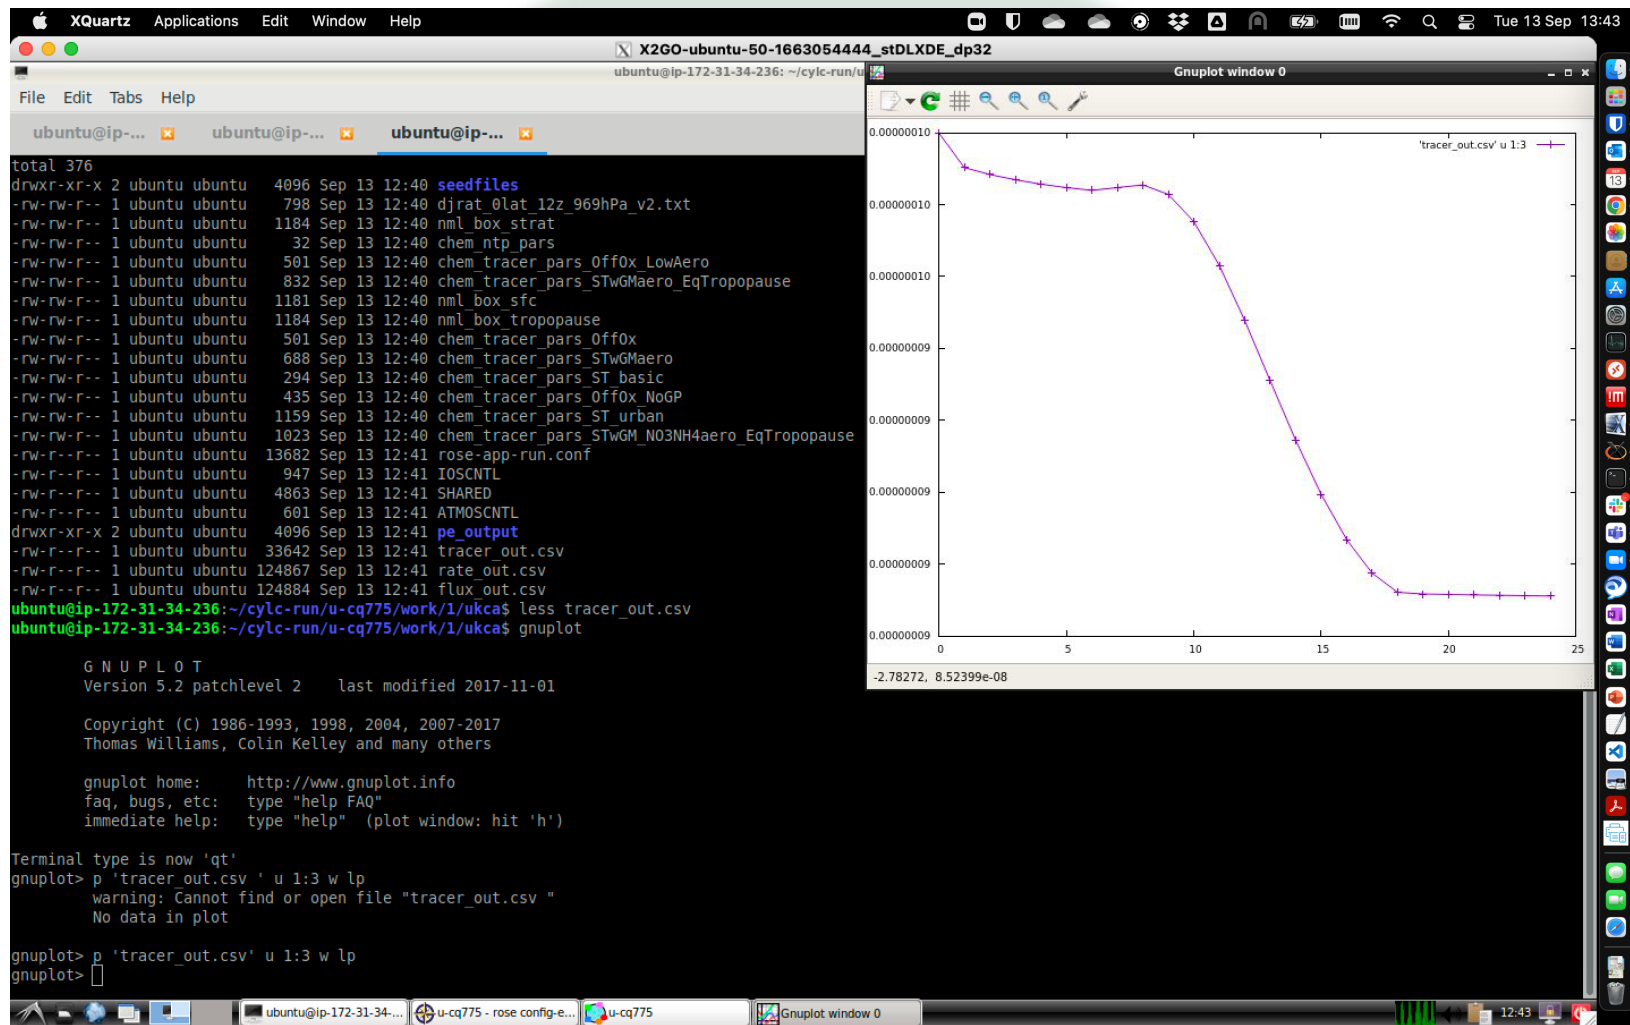 XQuartz Applications Edit Window Help
Tue 13 Sep 13:43
X2GO-ubuntu-50-1663054444_stDLXDE_dp32
ubuntu@ip-172-31-34-236: ~/cylc-run/u
File Edit Tabs Help
ubuntu@ip-... ubuntu@ip-... ubuntu@ip-...
total 376
drwxr-xr-x 2 ubuntu ubuntu   4096 Sep 13 12:40 seedfiles
-rw-rw-r-- 1 ubuntu ubuntu    798 Sep 13 12:40 djrat_0lat_12z_969hPa_v2.txt
-rw-rw-r-- 1 ubuntu ubuntu   1184 Sep 13 12:40 nml_box_strat
-rw-rw-r-- 1 ubuntu ubuntu     32 Sep 13 12:40 chem_ntp_pars
-rw-rw-r-- 1 ubuntu ubuntu    501 Sep 13 12:40 chem_tracer_pars_OffOx_LowAero
-rw-rw-r-- 1 ubuntu ubuntu    832 Sep 13 12:40 chem_tracer_pars_STwGMaero_EqTropopause
-rw-rw-r-- 1 ubuntu ubuntu   1181 Sep 13 12:40 nml_box_sfc
-rw-rw-r-- 1 ubuntu ubuntu   1184 Sep 13 12:40 nml_box_tropopause
-rw-rw-r-- 1 ubuntu ubuntu    501 Sep 13 12:40 chem_tracer_pars_OffOx
-rw-rw-r-- 1 ubuntu ubuntu    688 Sep 13 12:40 chem_tracer_pars_STwGMaero
-rw-rw-r-- 1 ubuntu ubuntu    294 Sep 13 12:40 chem_tracer_pars_ST_basic
-rw-rw-r-- 1 ubuntu ubuntu    435 Sep 13 12:40 chem_tracer_pars_OffOx_NoGP
-rw-rw-r-- 1 ubuntu ubuntu   1159 Sep 13 12:40 chem_tracer_pars_ST_urban
-rw-rw-r-- 1 ubuntu ubuntu   1023 Sep 13 12:40 chem_tracer_pars_STwGM_NO3NH4aero_EqTropopause
-rw-r--r-- 1 ubuntu ubuntu  13682 Sep 13 12:41 rose-app-run.conf
-rw-r--r-- 1 ubuntu ubuntu    947 Sep 13 12:41 IOSCNTL
-rw-r--r-- 1 ubuntu ubuntu   4863 Sep 13 12:41 SHARED
-rw-r--r-- 1 ubuntu ubuntu    601 Sep 13 12:41 ATMOSCNTL
drwxr-xr-x 2 ubuntu ubuntu   4096 Sep 13 12:41 pe_output
-rw-r--r-- 1 ubuntu ubuntu  33642 Sep 13 12:41 tracer_out.csv
-rw-r--r-- 1 ubuntu ubuntu 124867 Sep 13 12:41 rate_out.csv
-rw-r--r-- 1 ubuntu ubuntu 124884 Sep 13 12:41 flux_out.csv
ubuntu@ip-172-31-34-236:~/cylc-run/u-cq775/work/1/ukca$ less tracer_out.csv
ubuntu@ip-172-31-34-236:~/cylc-run/u-cq775/work/1/ukca$ gnuplot
G N U P L O T
Version 5.2 patchlevel 2    last modified 2017-11-01
Copyright (C) 1986-1993, 1998, 2004, 2007-2017
Thomas Williams, Colin Kelley and many others
gnuplot home:     http://www.gnuplot.info
faq, bugs, etc:   type "help FAQ"
immediate help:   type "help"  (plot window: hit 'h')
Terminal type is now 'qt'
gnuplot> p 'tracer_out.csv ' u 1:3 w lp
warning: Cannot find or open file "tracer_out.csv "
No data in plot
gnuplot> p 'tracer_out.csv' u 1:3 w lp
gnuplot>
Gnuplot window 0
'tracer_out.csv' u 1:3
0.00000010
0.00000010
0.00000010
0.00000009
0.00000009
0.00000009
0.00000009
0.00000009
0 5 10 15 20 25
-2.78272, 8.52399e-08
ubuntu@ip-172-31-34-... u-cq775 - rose config-e... u-cq775 Gnuplot window 0
12:43